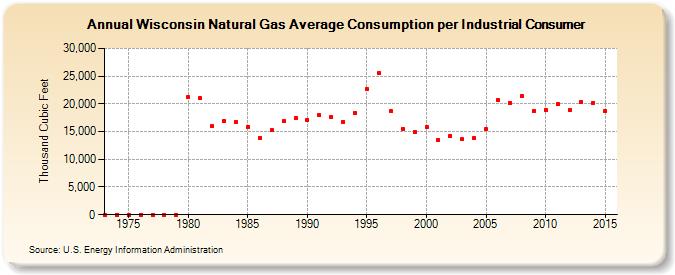 Annual Wisconsin Natural Gas Average Consumption per Industrial Consumer
Thousand Cubic Feet
30,000
25,000
20,000
15,000
10,000
5,000
0
1975 1980 1985 1990 1995 2000 2005 2010 2015
Source: U.S. Energy Information Administration